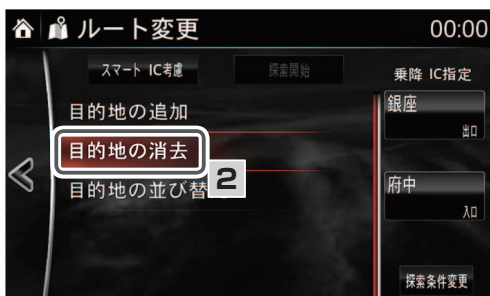 ルート変更 00:00
スマート IC考慮 探索開始 乗降 IC指定
目的地の追加
銀座
出口
目的地の消去
2
目的地の並び替
府中
入口
探索条件変更